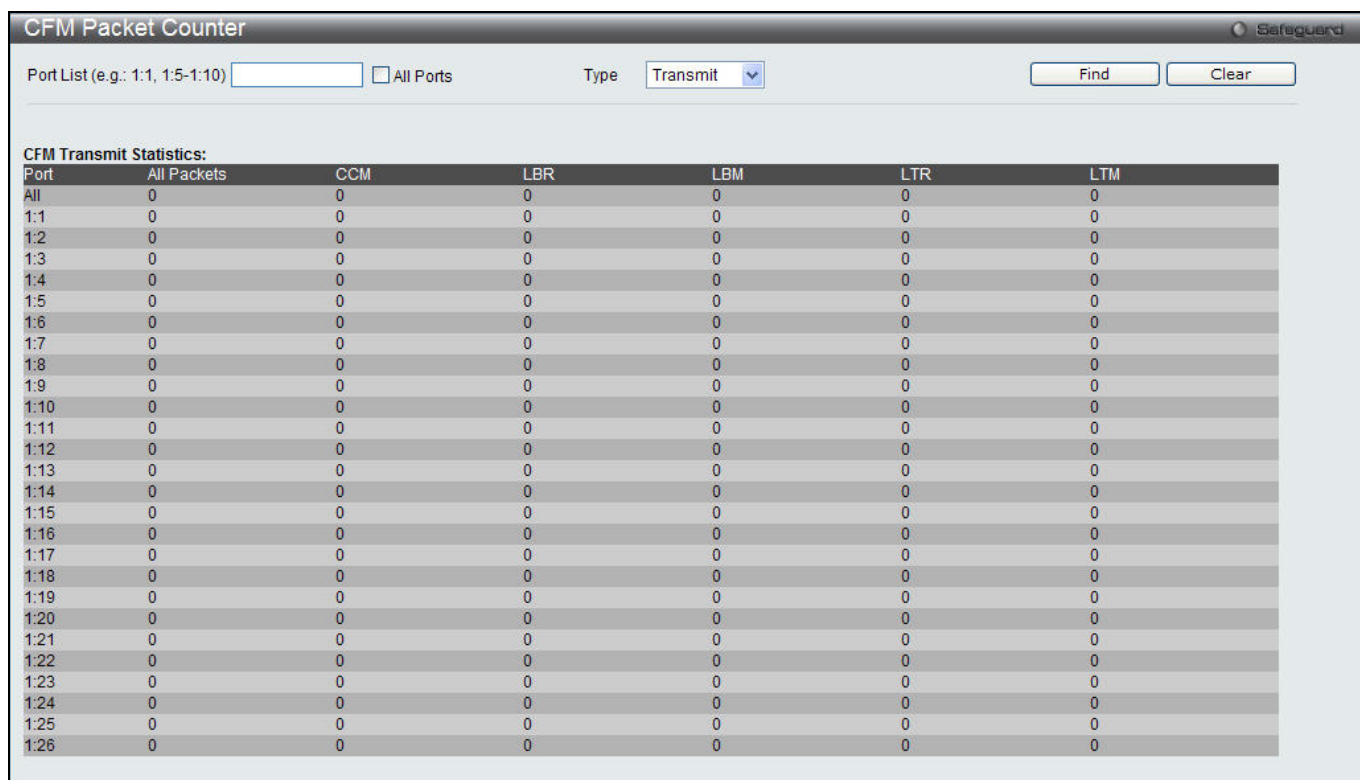 CFM Packet Counter Safeguard
Port List (e.g.: 1:1, 1:5-1:10) All Ports Type Transmit Find Clear
CFM Transmit Statistics:
Port All Packets CCM LBR LBM LTR LTM
All 0 0 0 0 0 0
1:1 0 0 0 0 0 0
1:2 0 0 0 0 0 0
1:3 0 0 0 0 0 0
1:4 0 0 0 0 0 0
1:5 0 0 0 0 0 0
1:6 0 0 0 0 0 0
1:7 0 0 0 0 0 0
1:8 0 0 0 0 0 0
1:9 0 0 0 0 0 0
1:10 0 0 0 0 0 0
1:11 0 0 0 0 0 0
1:12 0 0 0 0 0 0
1:13 0 0 0 0 0 0
1:14 0 0 0 0 0 0
1:15 0 0 0 0 0 0
1:16 0 0 0 0 0 0
1:17 0 0 0 0 0 0
1:18 0 0 0 0 0 0
1:19 0 0 0 0 0 0
1:20 0 0 0 0 0 0
1:21 0 0 0 0 0 0
1:22 0 0 0 0 0 0
1:23 0 0 0 0 0 0
1:24 0 0 0 0 0 0
1:25 0 0 0 0 0 0
1:26 0 0 0 0 0 0